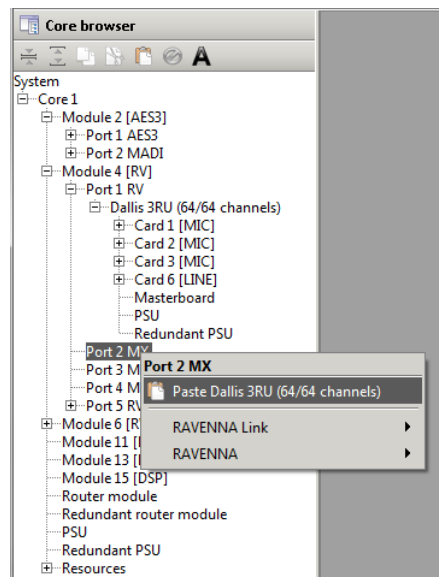 Core browser
A
System
Core 1
Module 2 [AES3]
Port 1 AES3
Port 2 MADI
Module 4 [RV]
Port 1 RV
Dallis 3RU (64/64 channels)
Card 1 [MIC]
Card 2 [MIC]
Card 3 [MIC]
Card 6 [LINE]
Masterboard
PSU
Redundant PSU
Port 2 MX
Port 2 MX
Port 3 M
Paste Dallis 3RU (64/64 channels)
Port 4 M
Port 5 RV
Module 6 [R
RAVENNA Link
Module 11 [
RAVENNA
Module 13 [
Module 15 [DSP]
Router module
Redundant router module
PSU
Redundant PSU
Resources